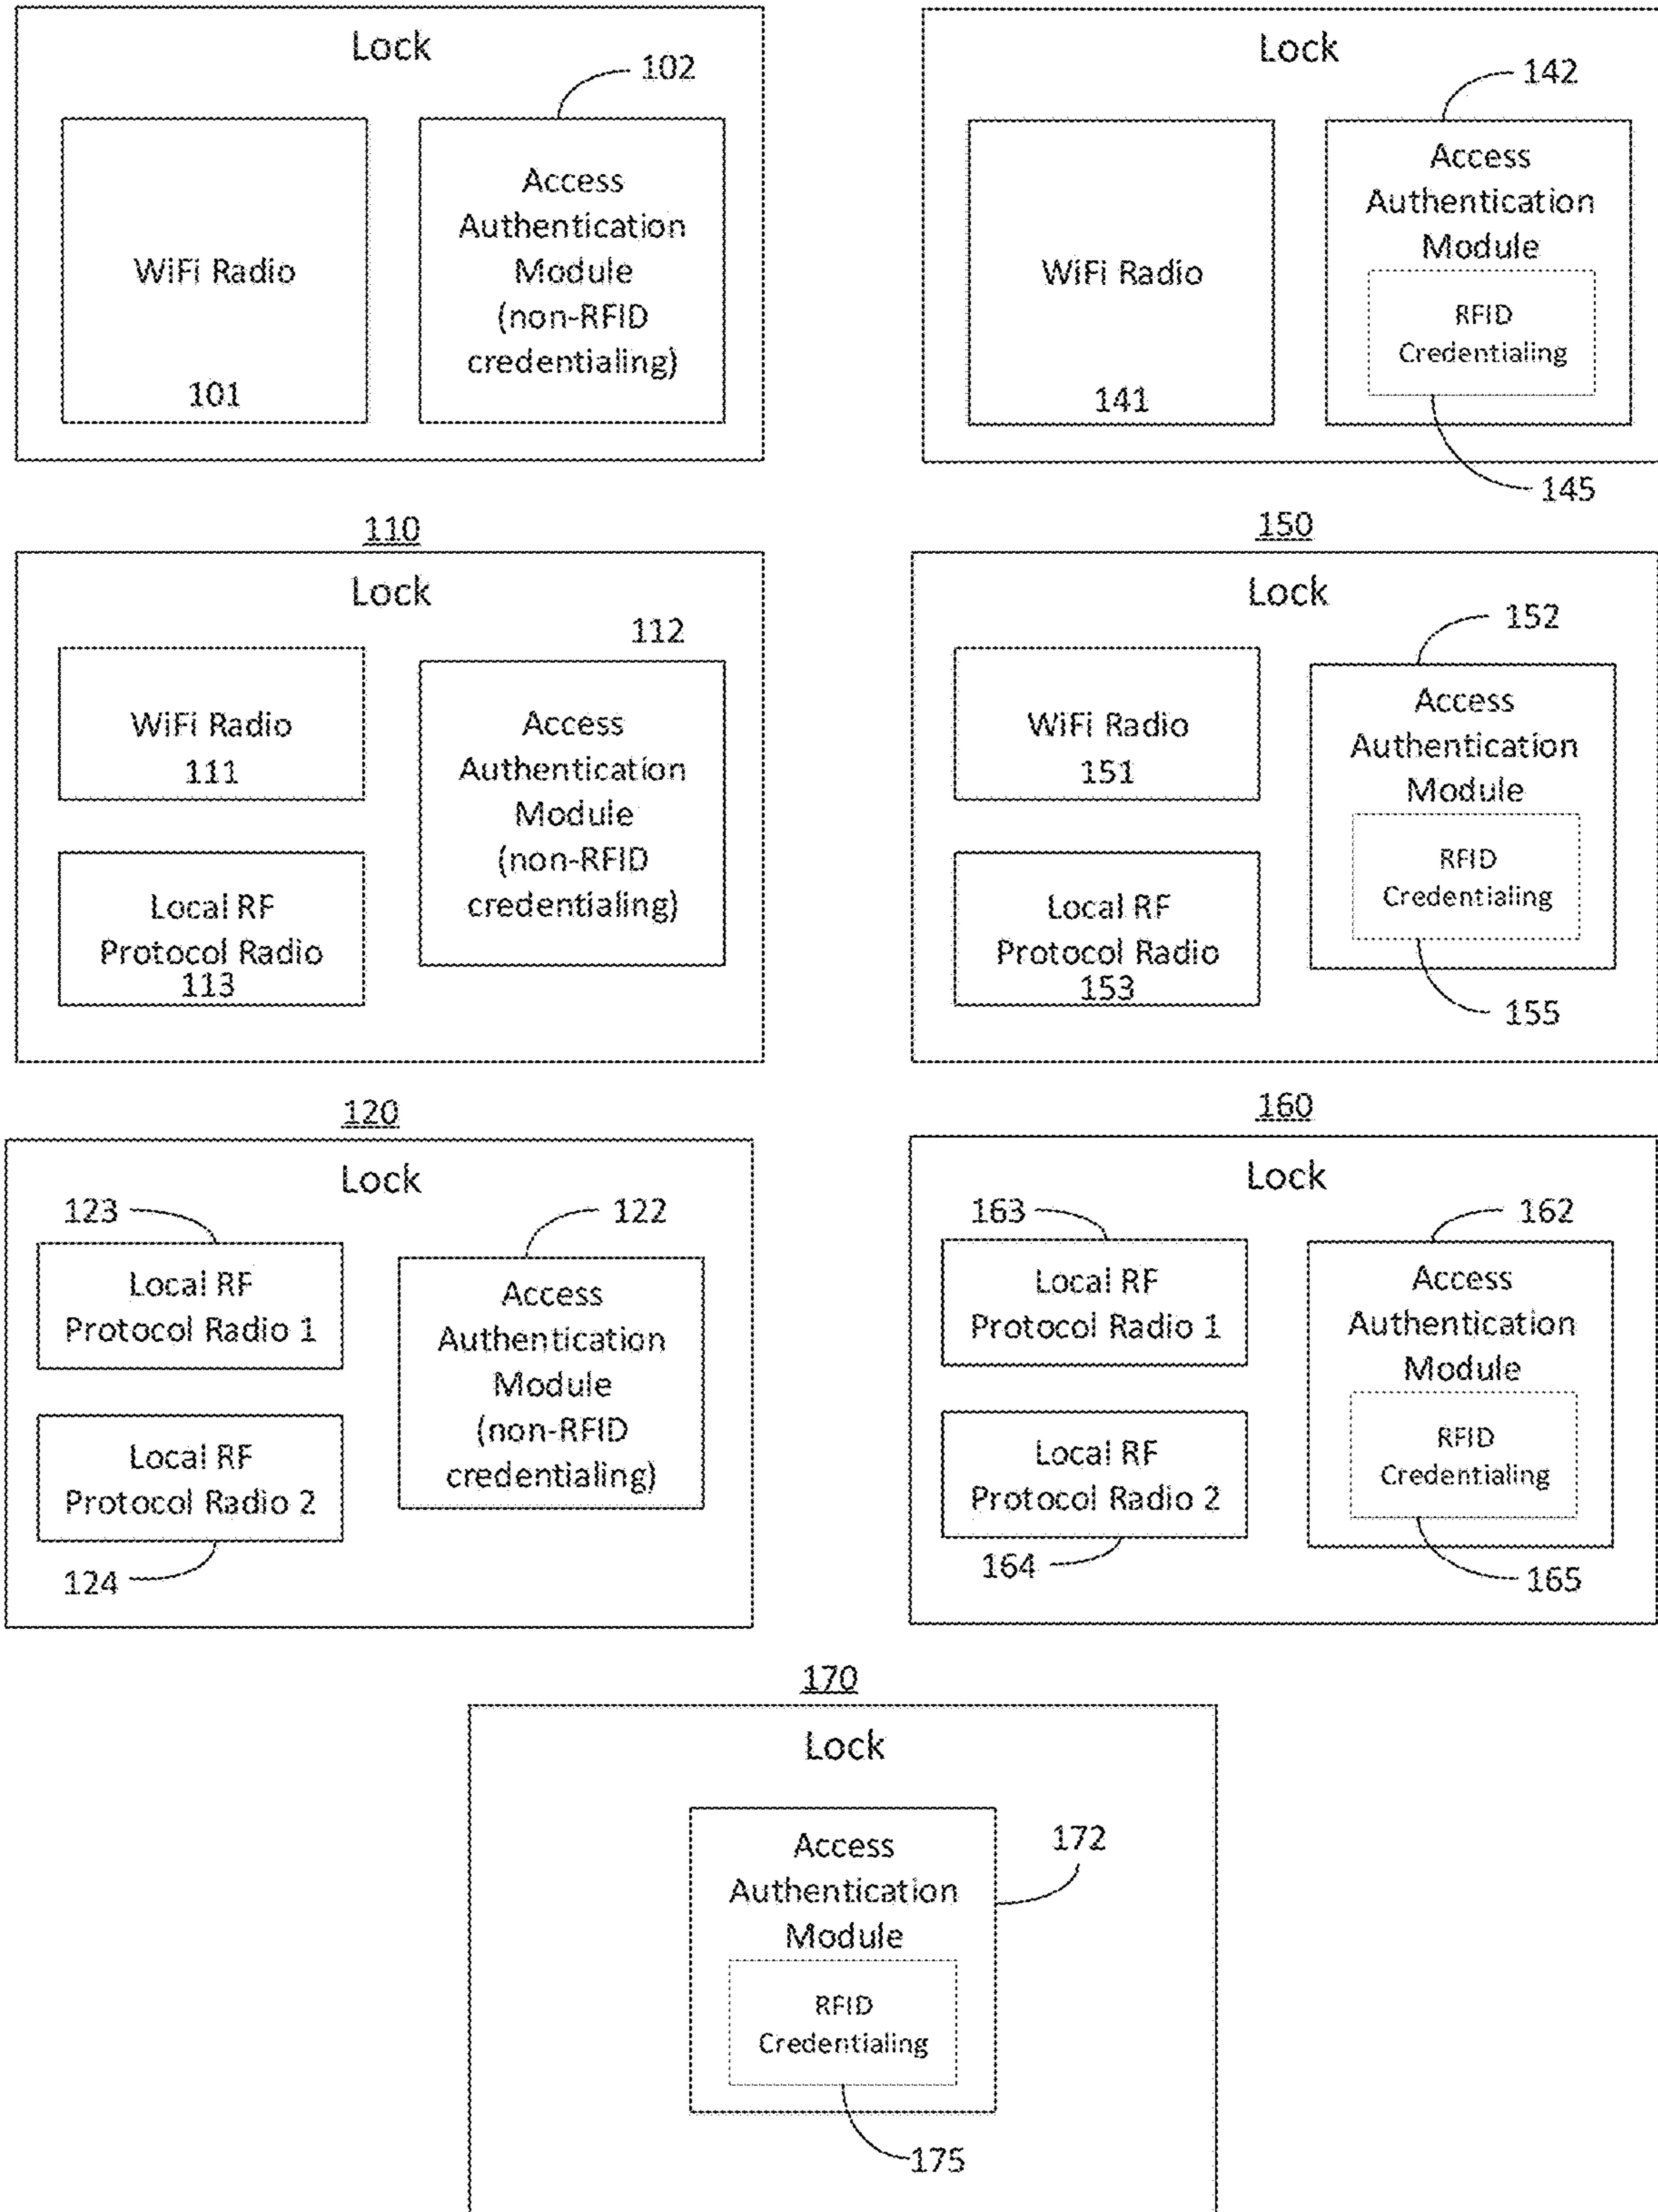 Lock
102
WiFi Radio
101
Access
Authentication
Module
(non-RFID
credentialing)
Lock
142
WiFi Radio
141
Access
Authentication
Module
RFID
Credentialing
145
110
Lock
112
WiFi Radio
111
Local RF
Protocol Radio
113
Access
Authentication
Module
(non-RFID
credentialing)
150
Lock
152
WiFi Radio
151
Local RF
Protocol Radio
153
Access
Authentication
Module
RFID
Credentialing
155
120
Lock
123
122
Local RF
Protocol Radio 1
Local RF
Protocol Radio 2
124
Access
Authentication
Module
(non-RFID
credentialing)
160
Lock
163
162
Local RF
Protocol Radio 1
Local RF
Protocol Radio 2
164
Access
Authentication
Module
RFID
Credentialing
165
170
Lock
172
Access
Authentication
Module
RFID
Credentialing
175